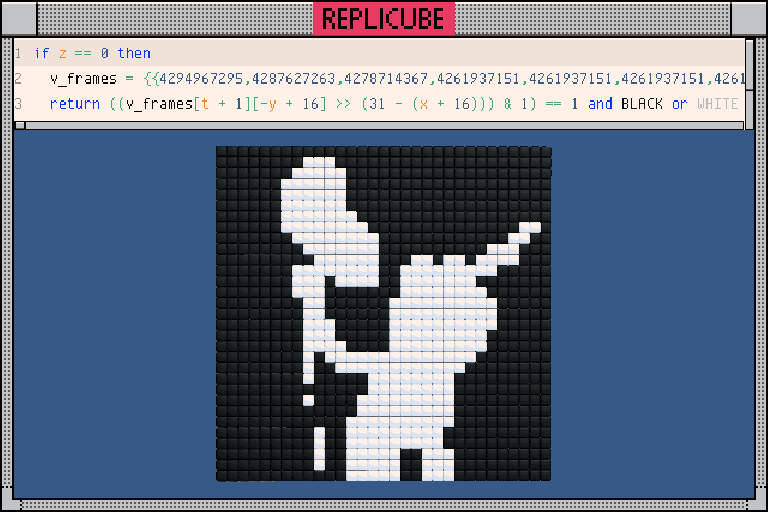 REPLICUBE
1 if z == 0 then
2 v_frames = {{4294967295,4287627263,4278714367,4261937151,4261937151,4261937151,4261
3 return ((v_frames[t + 1][-y + 16] >> (31 - (x + 16))) & 1) == 1 and BLACK or WHITE